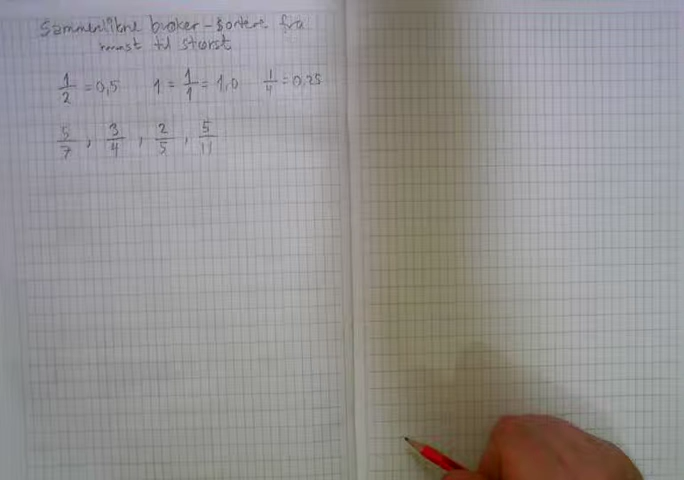 Sammenlikne brøker - Sortere fra
minst til størst
1/2 = 0,5 1 = 1/1 = 1,0 1/4 = 0,25
5/7, 3/4, 2/5, 5/11